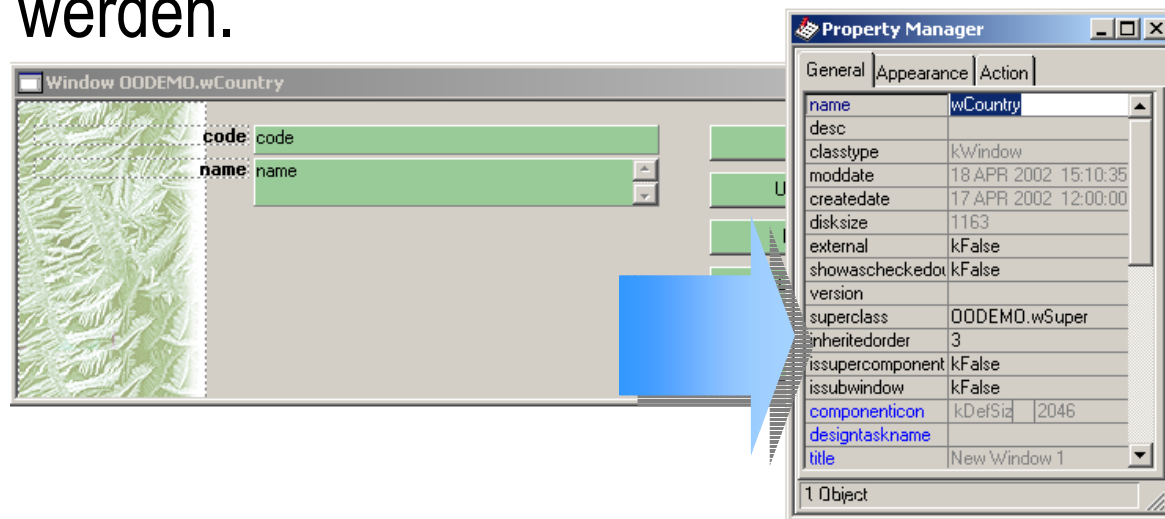 werden.
Window OODEMO.wCountry
code code
name name
U
Property Manager
General Appearance Action
name wCountry
desc
classtype kWindow
moddate 18 APR 2002 15:10:35
createdate 17 APR 2002 12:00:00
disksize 1163
external kFalse
showascheckedou kFalse
version
superclass OODEMO.wSuper
inheritedorder 3
issupercomponent kFalse
issubwindow kFalse
componenticon kDefSiz 2046
designtaskname
title New Window 1
1 Object